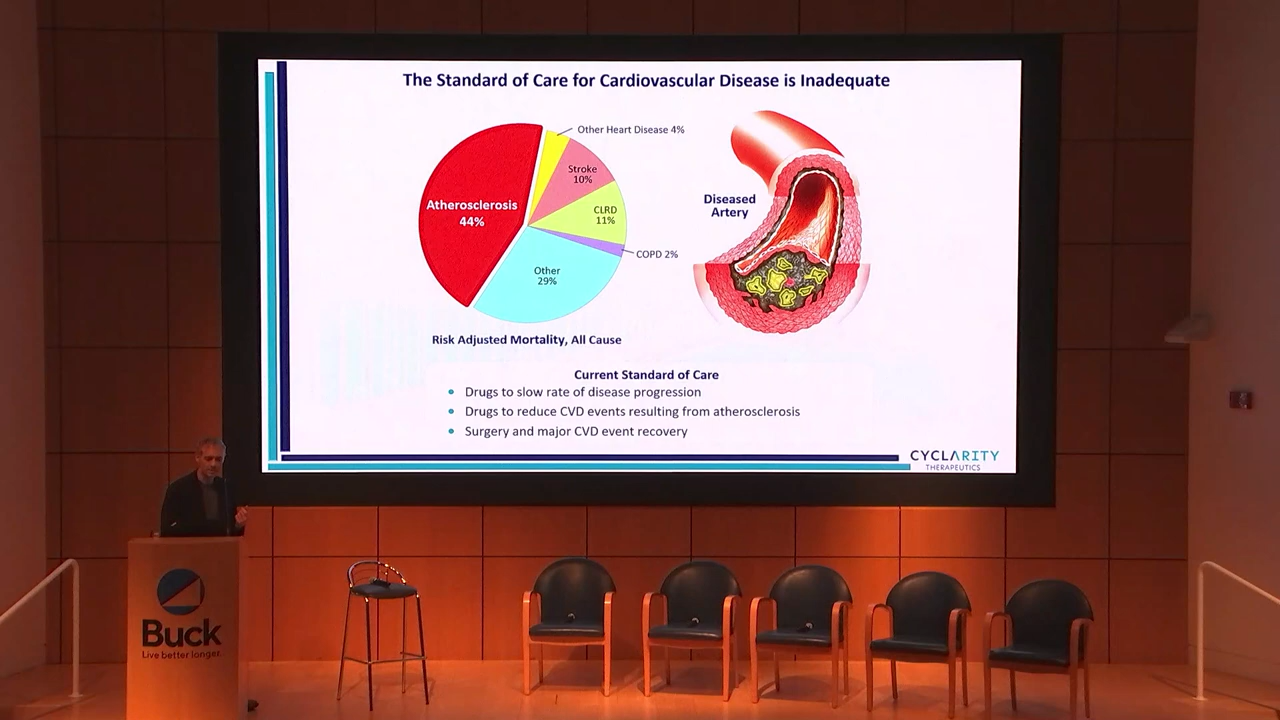 The Standard of Care for Cardiovascular Disease is Inadequate
Other Heart Disease 4%
Stroke
10%
Atherosclerosis
44%
CLRD
11%
COPD 2%
Other
29%
Risk Adjusted Mortality, All Cause
Diseased
Artery
Current Standard of Care
Drugs to slow rate of disease progression
Drugs to reduce CVD events resulting from atherosclerosis
Surgery and major CVD event recovery
CYCLARITY
THERAPEUTICS
Buck
Live better longer.